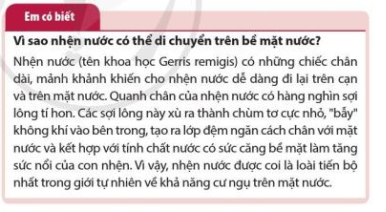 Em có biết
Vì sao nhện nước có thể di chuyển trên bề mặt nước?
Nhện nước (tên khoa học Gerris remigis) có những chiếc chân
dài, mảnh khảnh khiến cho nhện nước dễ dàng đi lại trên cạn
và trên mặt nước. Quanh chân của nhện nước có hàng nghìn sợi
lông tí hon. Các sợi lông này xù ra thành chùm tơ cực nhỏ, "bẫy"
không khí vào bên trong, tạo ra lớp đệm ngăn cách chân với mặt
nước và kết hợp với tính chất nước có sức căng bề mặt làm tăng
sức nổi của con nhện. Vì vậy, nhện nước được coi là loài tiến bộ
nhất trong giới tự nhiên về khả năng cư ngụ trên mặt nước.